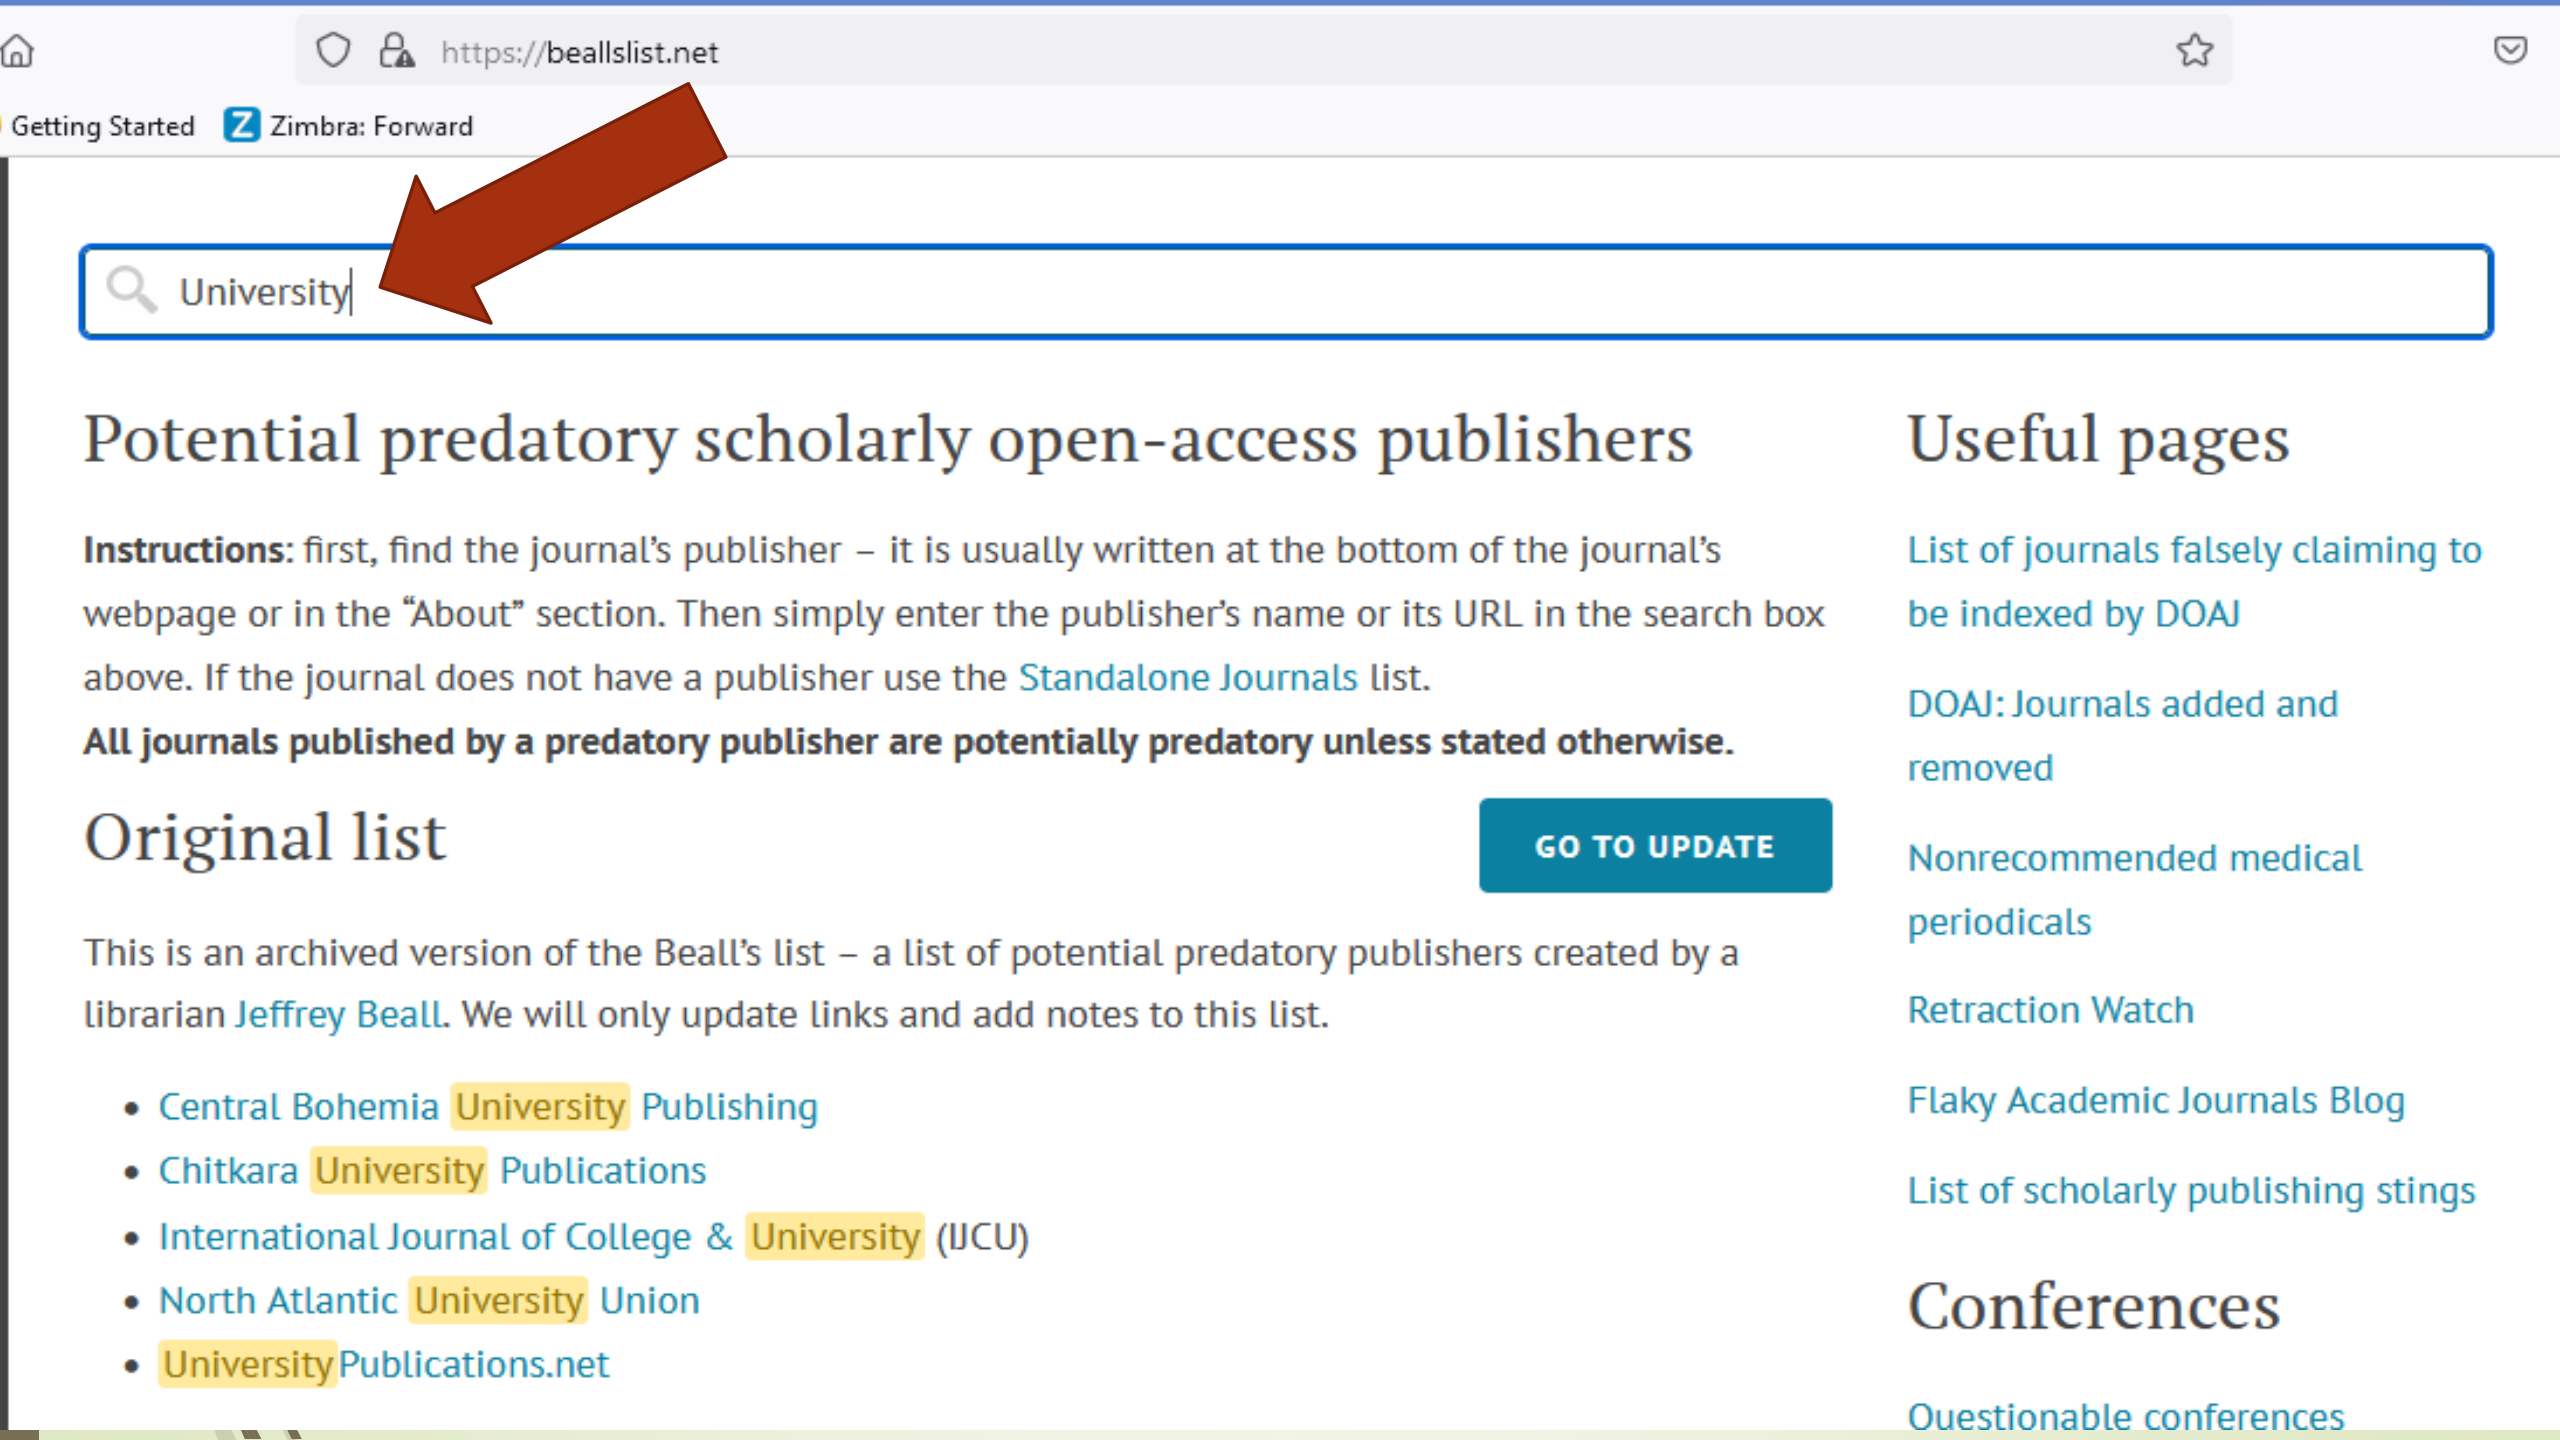 https://beallslist.net
Getting Started Zimbra: Forward
University
Potential predatory scholarly open-access publishers
Instructions: first, find the journal's publisher – it is usually written at the bottom of the journal's
webpage or in the “About” section. Then simply enter the publisher's name or its URL in the search box
above. If the journal does not have a publisher use the Standalone Journals list.
All journals published by a predatory publisher are potentially predatory unless stated otherwise.
Original list
GO TO UPDATE
This is an archived version of the Beall's list – a list of potential predatory publishers created by a
librarian Jeffrey Beall. We will only update links and add notes to this list.
• Central Bohemia University Publishing
• Chitkara University Publications
• International Journal of College & University (IJCU)
• North Atlantic University Union
• UniversityPublications.net
Useful pages
List of journals falsely claiming to
be indexed by DOAJ
DOAJ: Journals added and
removed
Nonrecommended medical
periodicals
Retraction Watch
Flaky Academic Journals Blog
List of scholarly publishing stings
Conferences
Questionable conferences